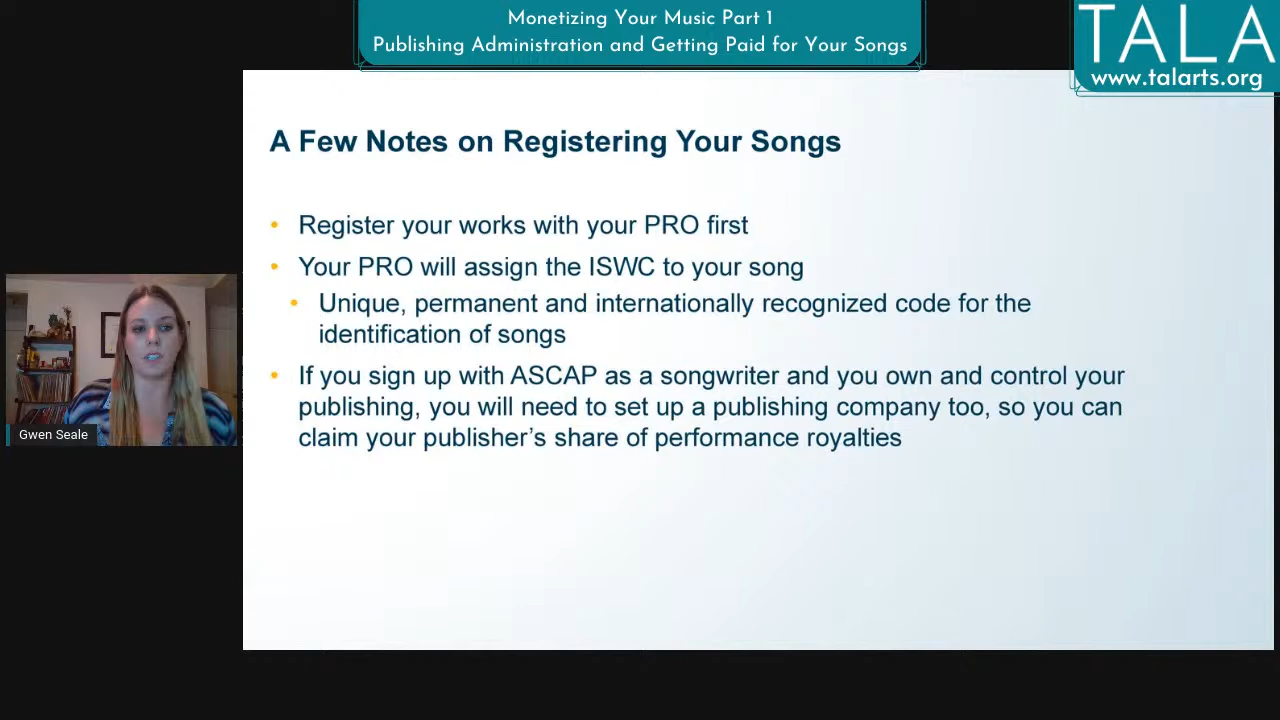 Monetizing Your Music Part 1
Publishing Administration and Getting Paid for Your Songs
TALA
www.talarts.org
A Few Notes on Registering Your Songs
• Register your works with your PRO first
• Your PRO will assign the ISWC to your song
• Unique, permanent and internationally recognized code for the
identification of songs
• If you sign up with ASCAP as a songwriter and you own and control your
publishing, you will need to set up a publishing company too, so you can
claim your publisher's share of performance royalties
Gwen Seale